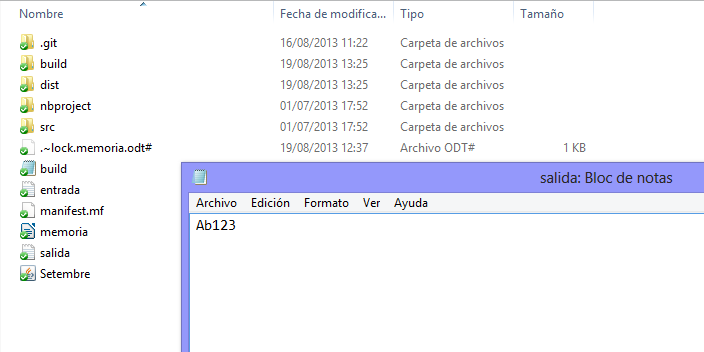 Nombre Fecha de modifica... Tipo Tamaño
.git 16/08/2013 11:22 Carpeta de archivos
build 19/08/2013 13:25 Carpeta de archivos
dist 19/08/2013 13:25 Carpeta de archivos
nbproject 01/07/2013 17:52 Carpeta de archivos
src 01/07/2013 17:52 Carpeta de archivos
.~lock.memoria.odt# 19/08/2013 12:37 Archivo ODT# 1 KB
build
entrada
manifest.mf
memoria
salida
Setembre
salida: Bloc de notas
Archivo Edición Formato Ver Ayuda
Ab123